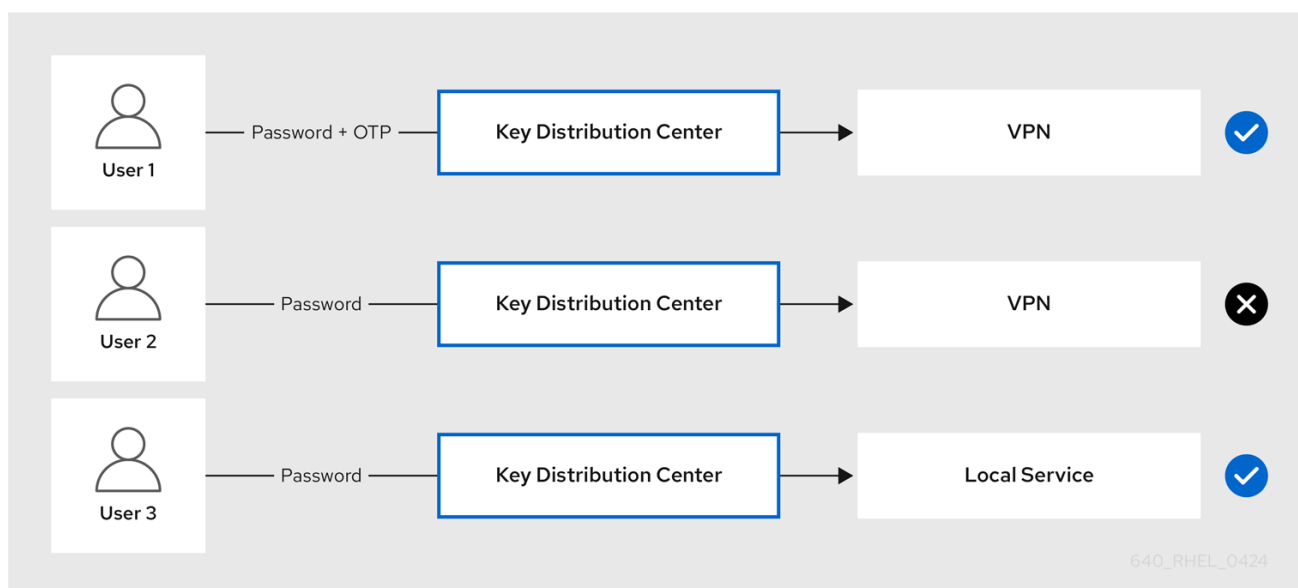 User 1
Password + OTP
Key Distribution Center
VPN
User 2
Password
Key Distribution Center
VPN
User 3
Password
Key Distribution Center
Local Service
640_RHEL_0424